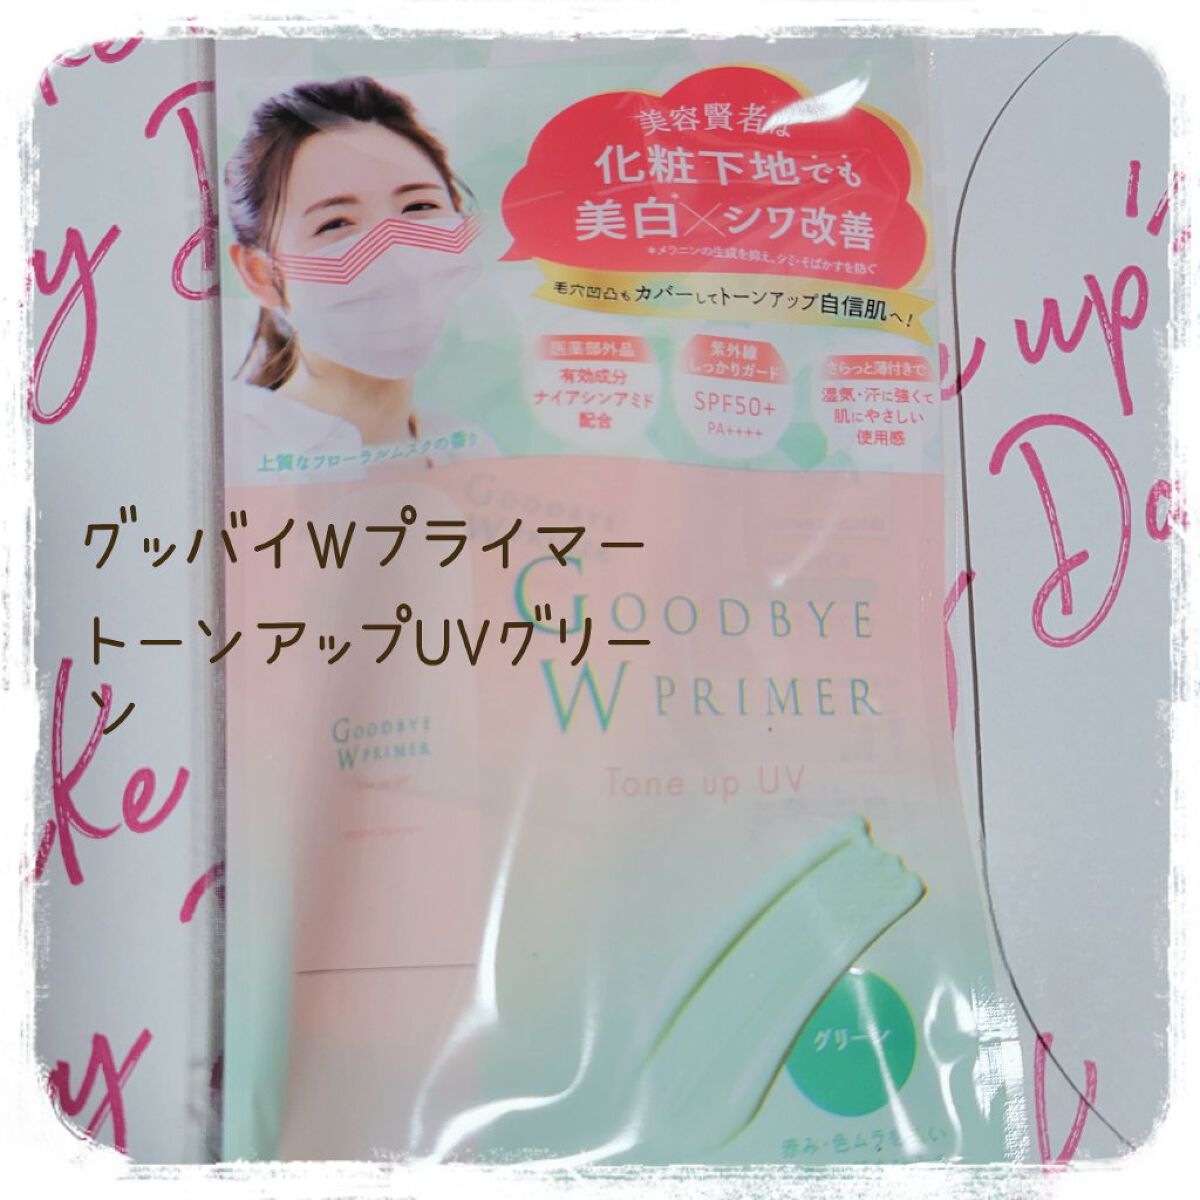 美容賢者は
化粧下地でも
美白*×シワ改善
*メラニンの生成を抑え、シミ・そばかすを防ぐ
毛穴凹凸もカバーしてトーンアップ自信肌へ!
医薬部外品
有効成分
ナイアシンアミド
配合
紫外線
しっかりガード
SPF50+
PA++++
さらっと薄付きで
湿気・汗に強くて
肌にやさしい
使用感
上質なフローラルムスクの香り
グッバイWプライマー
トーンアップUVグリー
ン
GOODBYE
W PRIMER
GOODBYE
W PRIMER
Tone up UV
GOODBYE
W PRIMER
グリーン
赤み・色ムラ
up